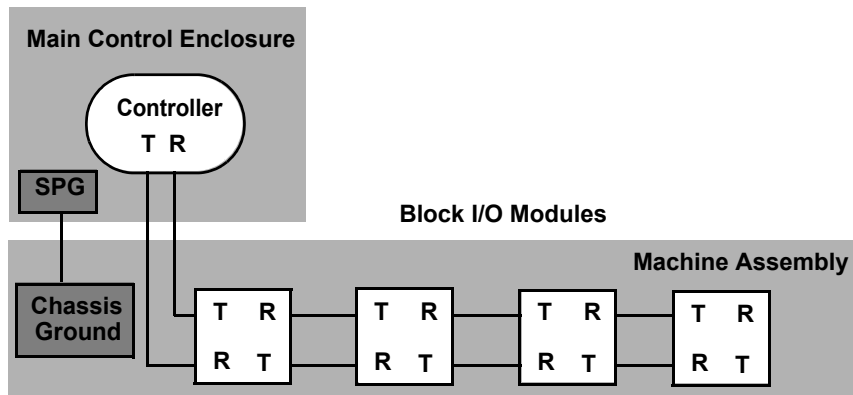 Main Control Enclosure
Controller
T R
SPG
Block I/O Modules
Machine Assembly
Chassis
Ground
T R T R T R T R
R T R T R T R T